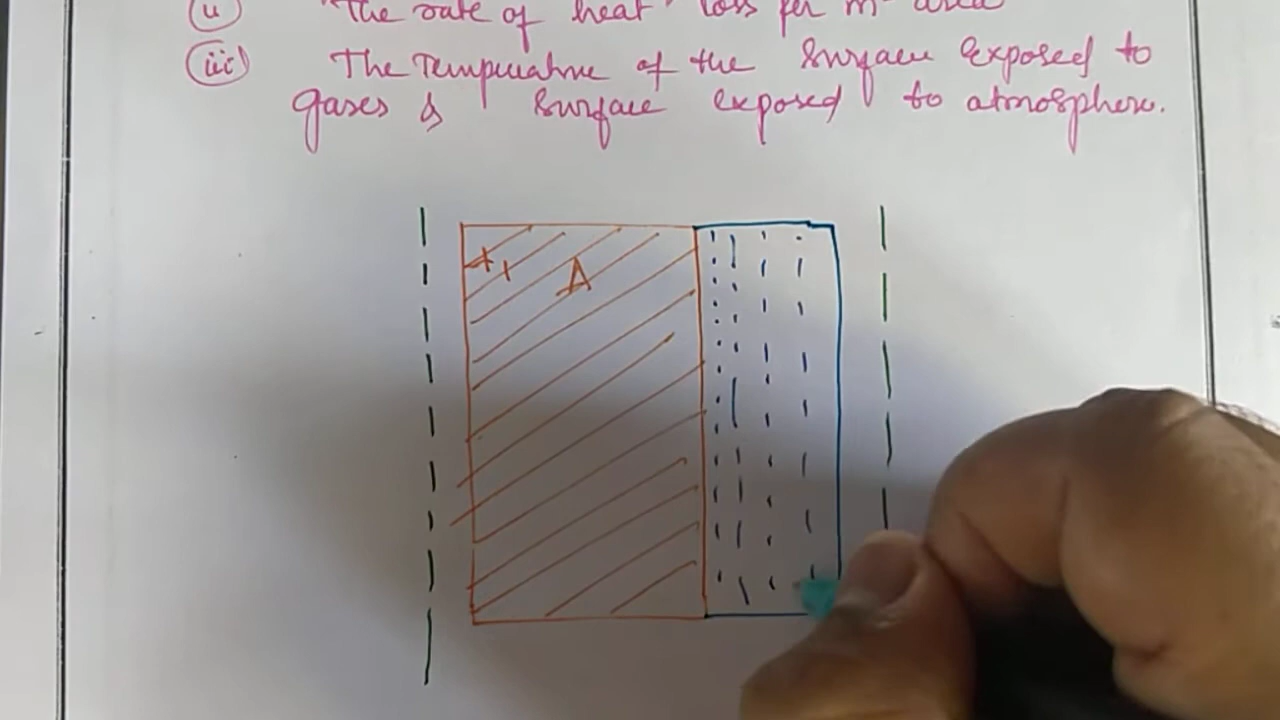 (ii) The rate of heat loss per m² area
(iii) The Temperature of the Surface Exposed to
gases & Surface exposed to atmosphere.
A